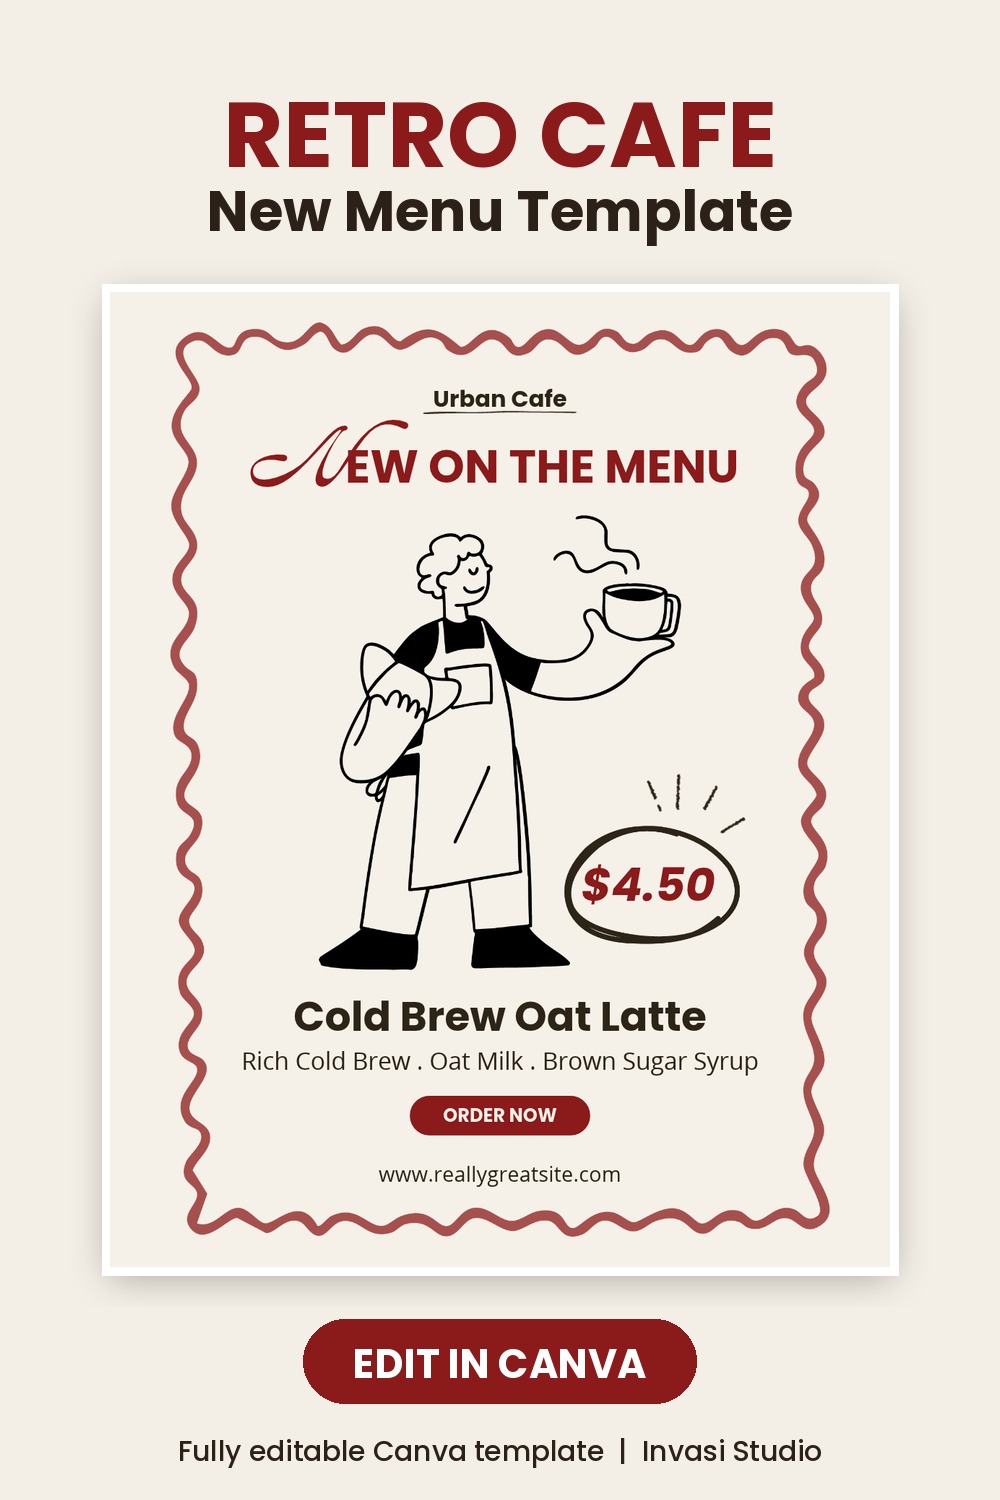 RETRO CAFE
New Menu Template
Urban Cafe
NEW ON THE MENU
$4.50
Cold Brew Oat Latte
Rich Cold Brew . Oat Milk . Brown Sugar Syrup
ORDER NOW
www.reallygreatsite.com
EDIT IN CANVA
Fully editable Canva template | Invasi Studio